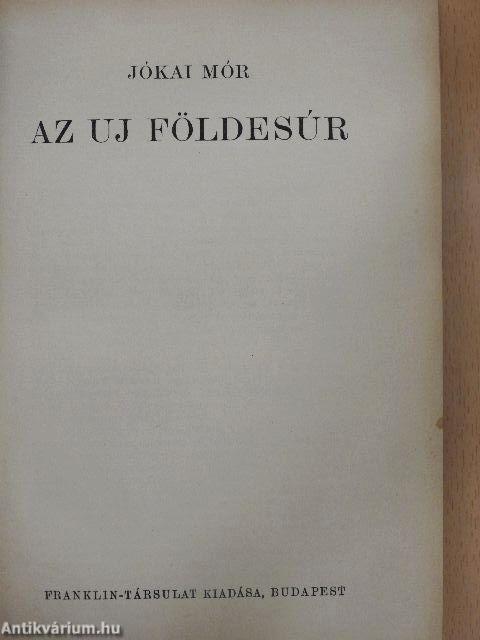 JÓKAI MÓR
AZ UJ FÖLDESÚR
FRANKLIN-TÁRSULAT KIADÁSA, BUDAPEST
Antikvárium.hu